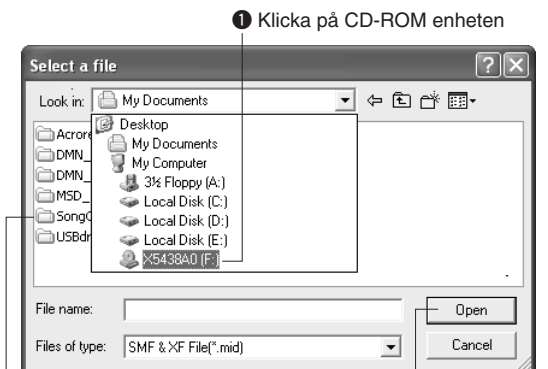 ❶ Klicka på CD-ROM enheten
Select a file
Look in: My Documents
Desktop
My Documents
My Computer
3½ Floppy (A:)
Local Disk (C:)
Local Disk (D:)
Local Disk (E:)
X5438A0 (F:)
Acrore
DMN_
DMN_
MSD_
SongC
USBdr
File name:
Open
Files of type: SMF & XF File(*.mid)
Cancel